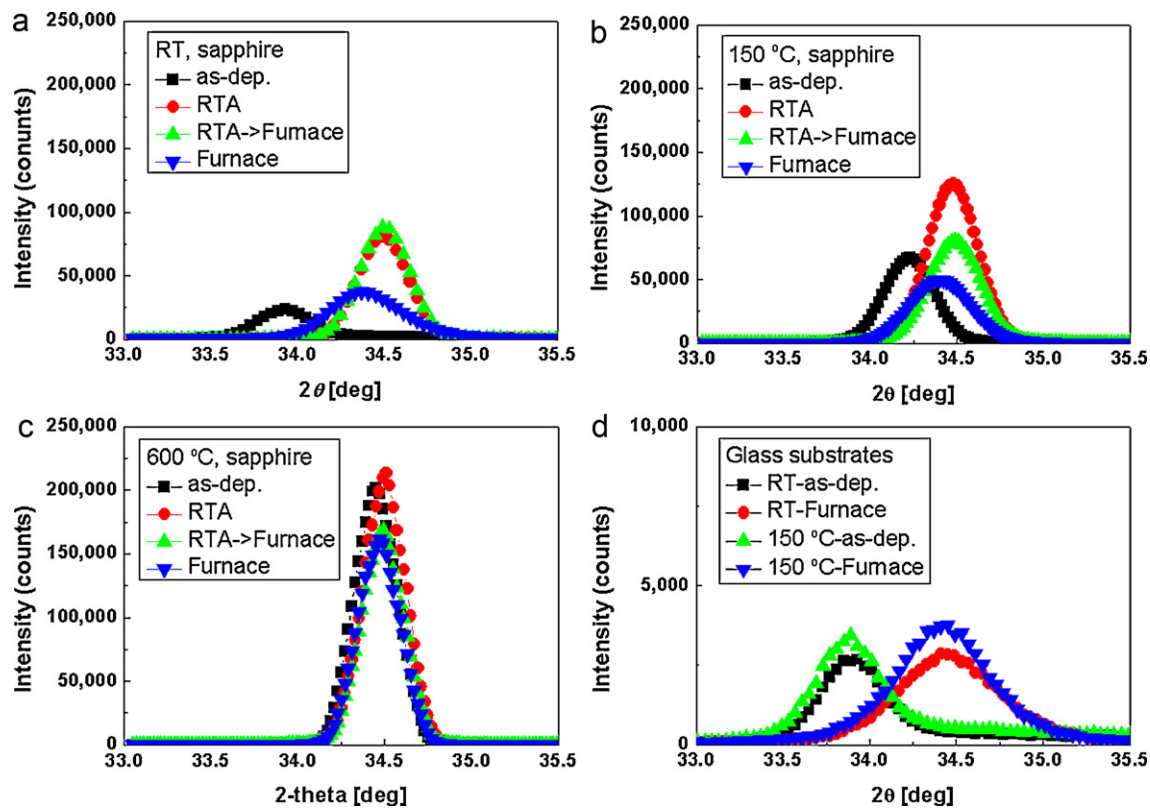 a
250,000
200,000
150,000
100,000
50,000
0
Intensity (counts)
RT, sapphire
as-dep.
RTA
RTA->Furnace
Furnace
33.0 33.5 34.0 34.5 35.0 35.5
2θ [deg]
b
250,000
200,000
150,000
100,000
50,000
0
Intensity (counts)
150 ºC, sapphire
as-dep.
RTA
RTA->Furnace
Furnace
33.0 33.5 34.0 34.5 35.0 35.5
2θ [deg]
c
250,000
200,000
150,000
100,000
50,000
0
Intensity (counts)
600 ºC, sapphire
as-dep.
RTA
RTA->Furnace
Furnace
33.0 33.5 34.0 34.5 35.0 35.5
2-theta [deg]
d
10,000
5,000
0
Intensity (counts)
Glass substrates
RT-as-dep.
RT-Furnace
150 ºC-as-dep.
150 ºC-Furnace
33.0 33.5 34.0 34.5 35.0 35.5
2θ [deg]